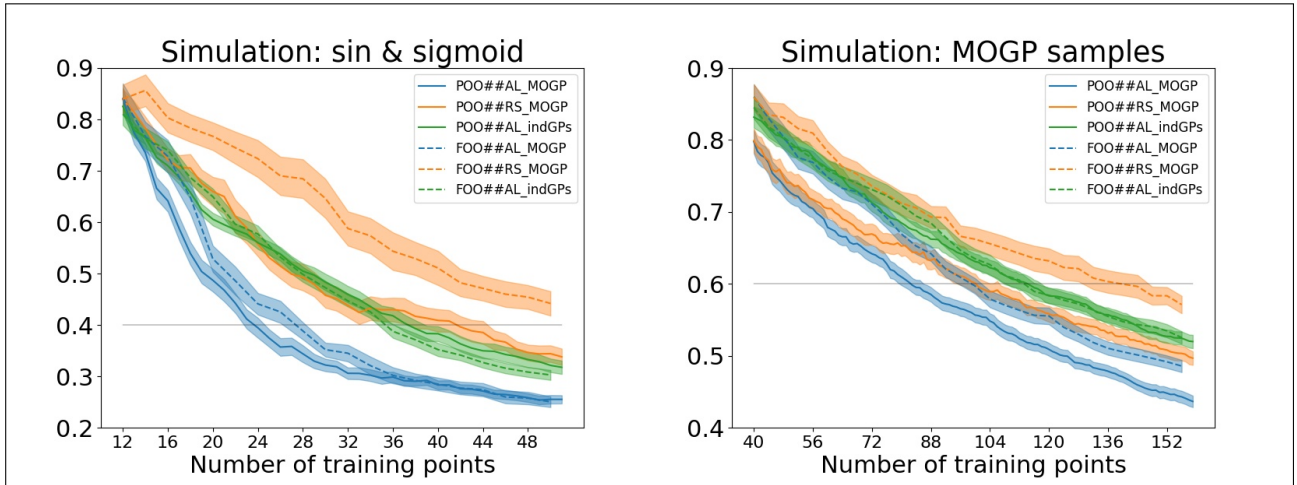 Simulation: sin & sigmoid
0.9
0.8
0.7
0.6
0.5
0.4
0.3
0.2
12 16 20 24 28 32 36 40 44 48
Number of training points
POO##AL_MOGP
POO##RS_MOGP
POO##AL_indGPs
FOO##AL_MOGP
FOO##RS_MOGP
FOO##AL_indGPs
Simulation: MOGP samples
0.9
0.8
0.7
0.6
0.5
0.4
40 56 72 88 104 120 136 152
Number of training points
POO##AL_MOGP
POO##RS_MOGP
POO##AL_indGPs
FOO##AL_MOGP
FOO##RS_MOGP
FOO##AL_indGPs